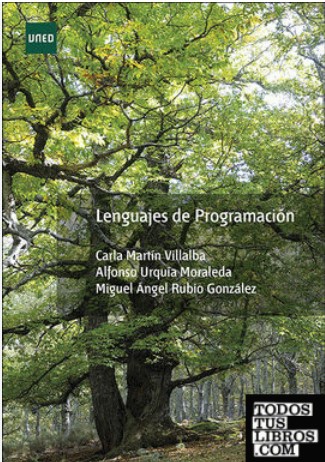 UNED
Lenguajes de Programación
Carla Martín Villalba
Alfonso Urquía Moraleda
Miguel Ángel Rubio González
TODOS
TUS
LIBROS
.COM